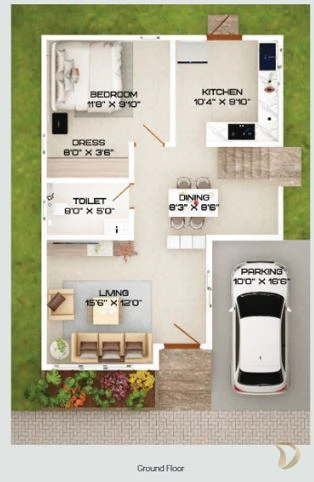 BEDROOM
11'8" X 9'10"
KITCHEN
10'4" X 9'10"
DRESS
8'0" X 3'6"
TOILET
8'0" X 5'0"
DINING
8'3" X 8'6"
LIVING
15'6" X 12'0"
PARKING
10'0" X 16'6"
Ground Floor